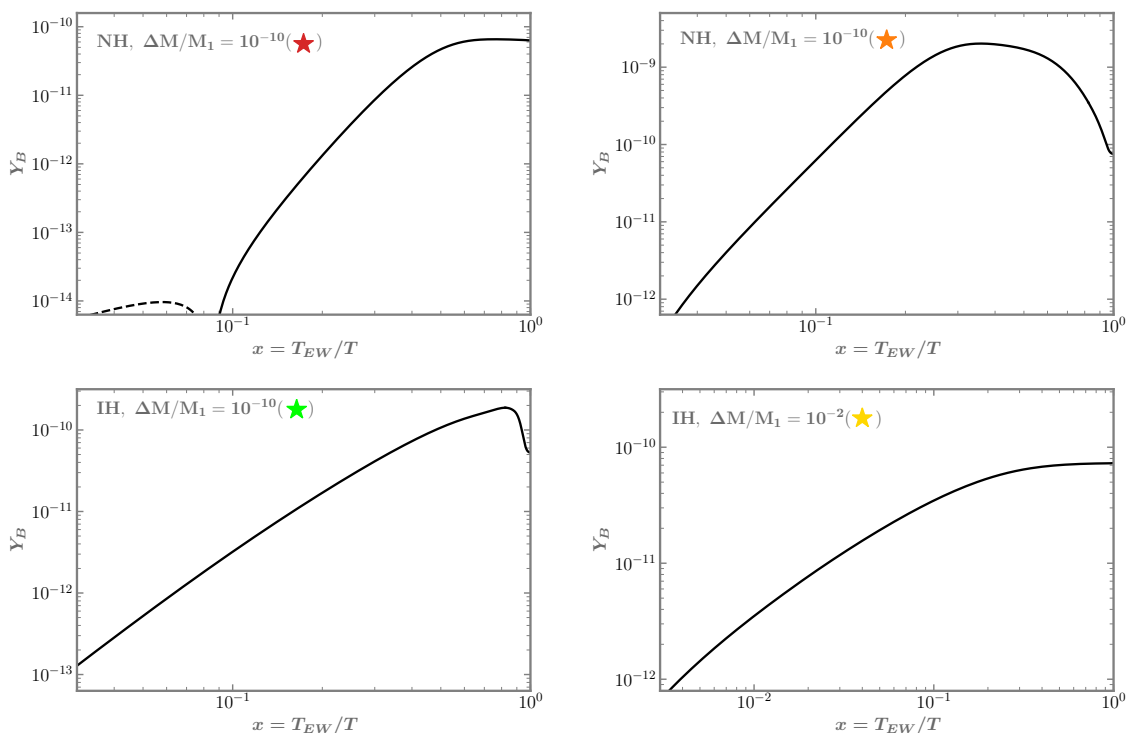 NH, ΔM/M₁ = 10⁻¹⁰(★)
10⁻¹⁰
10⁻¹¹
10⁻¹²
10⁻¹³
10⁻¹⁴
Y_B
10⁻¹ 10⁰
x = T_EW/T
NH, ΔM/M₁ = 10⁻¹⁰(★)
10⁻⁹
10⁻¹⁰
10⁻¹¹
10⁻¹²
Y_B
10⁻¹ 10⁰
x = T_EW/T
IH, ΔM/M₁ = 10⁻¹⁰(★)
10⁻¹⁰
10⁻¹¹
10⁻¹²
10⁻¹³
Y_B
10⁻¹ 10⁰
x = T_EW/T
IH, ΔM/M₁ = 10⁻²(★)
10⁻¹⁰
10⁻¹¹
10⁻¹²
Y_B
10⁻² 10⁻¹ 10⁰
x = T_EW/T